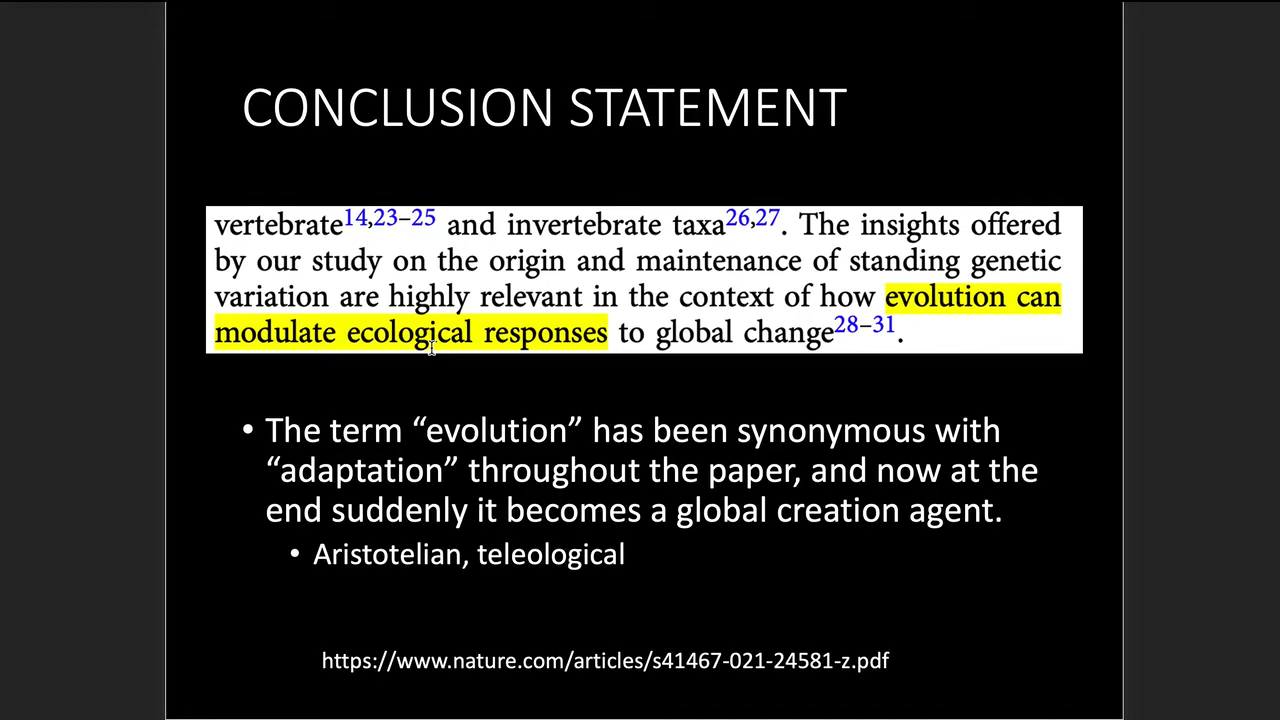 CONCLUSION STATEMENT
vertebrate14,23–25 and invertebrate taxa26,27. The insights offered
by our study on the origin and maintenance of standing genetic
variation are highly relevant in the context of how evolution can
modulate ecological responses to global change28–31.
• The term “evolution” has been synonymous with
“adaptation” throughout the paper, and now at the
end suddenly it becomes a global creation agent.
• Aristotelian, teleological
https://www.nature.com/articles/s41467-021-24581-z.pdf